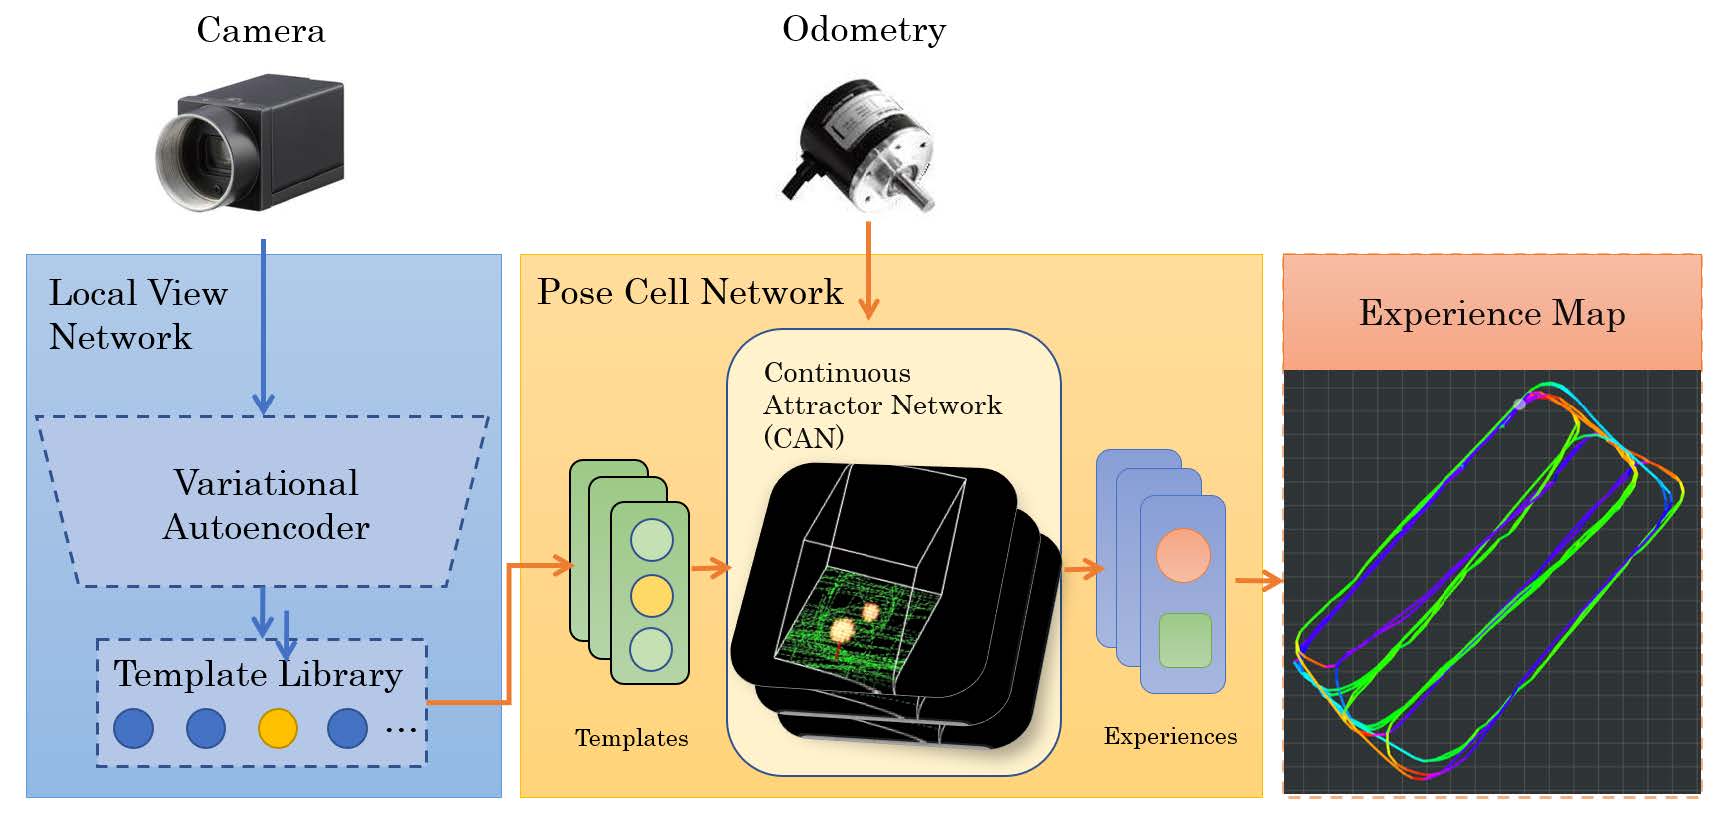 Camera
Odometry
Local View
Network
Variational
Autoencoder
Template Library
...
Pose Cell Network
Continuous
Attractor Network
(CAN)
Templates
Experiences
Experience Map